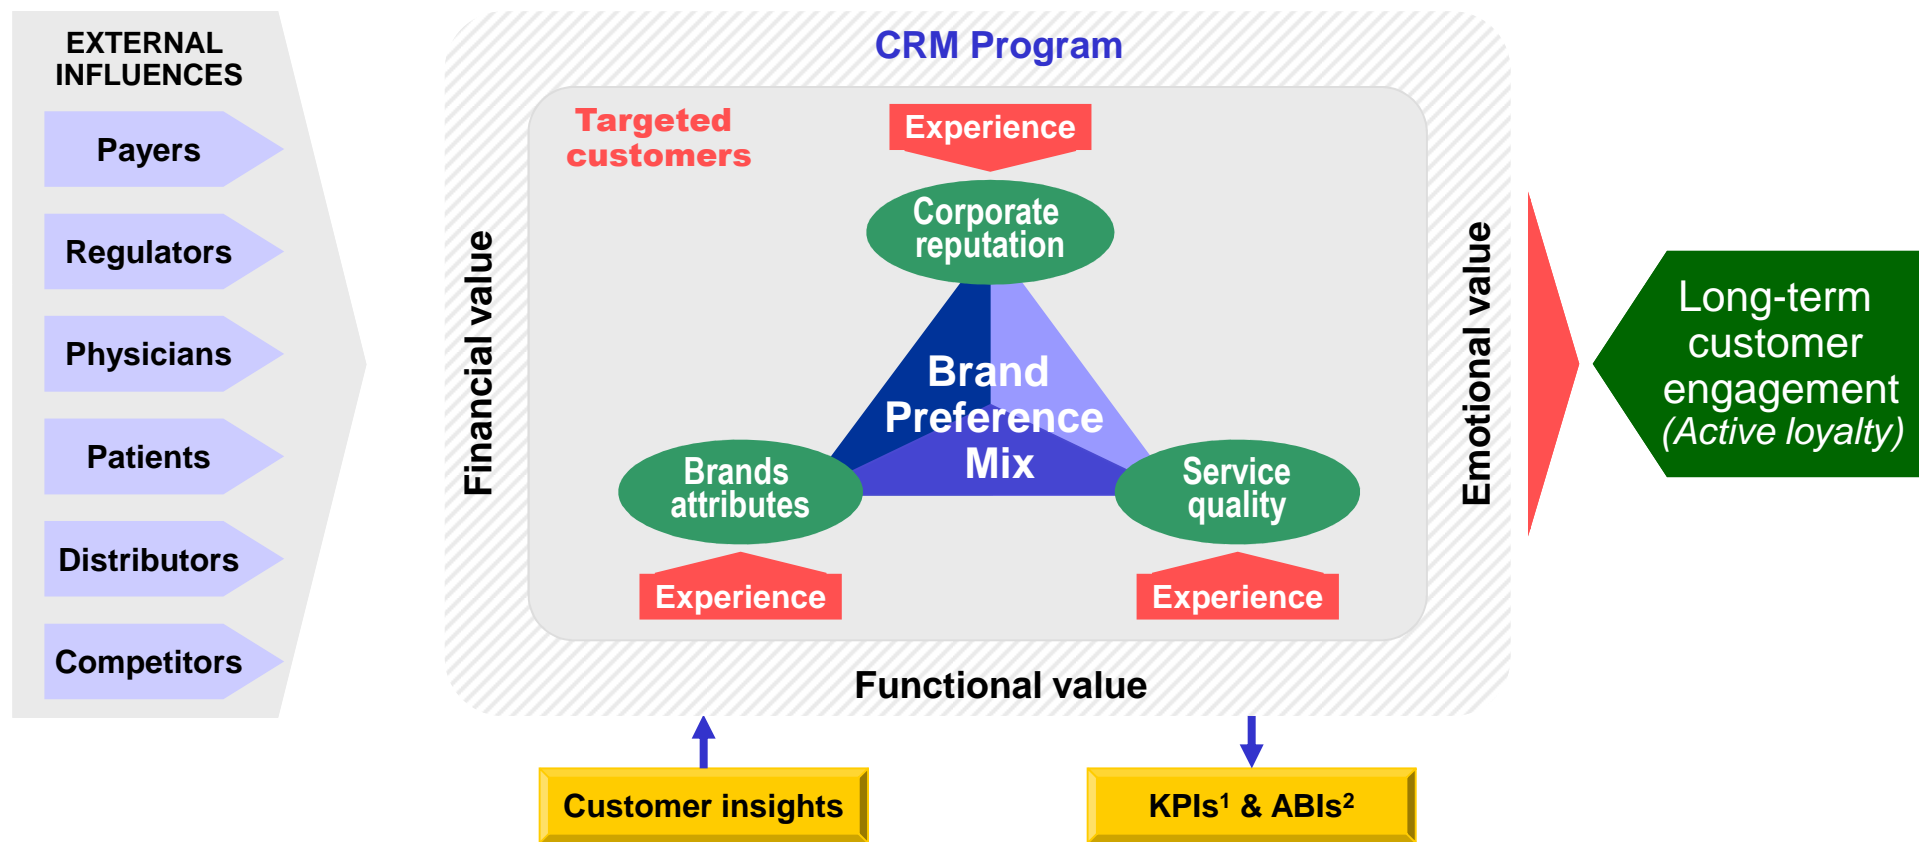 EXTERNAL
INFLUENCES
Payers
Regulators
Physicians
Patients
Distributors
Competitors
CRM Program
Targeted
customers
Experience
Corporate
reputation
Financial value
Brand
Preference
Mix
Brands
attributes
Service
quality
Experience
Experience
Emotional value
Functional value
Long-term
customer
engagement
(Active loyalty)
Customer insights
KPIs¹ & ABIs²